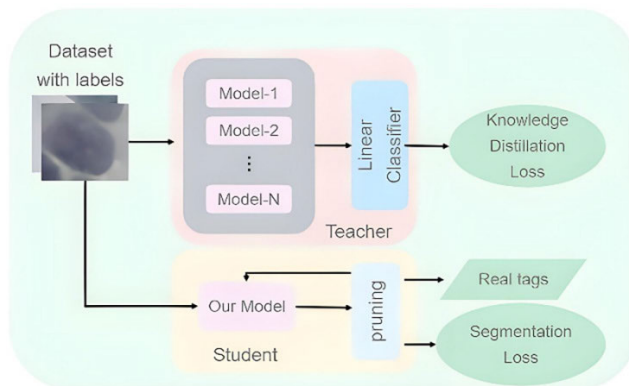 Dataset
with labels
Model-1
Model-2
⋮
Model-N
Linear
Classifier
Teacher
Knowledge
Distillation
Loss
Our Model
pruning
Student
Real tags
Segmentation
Loss